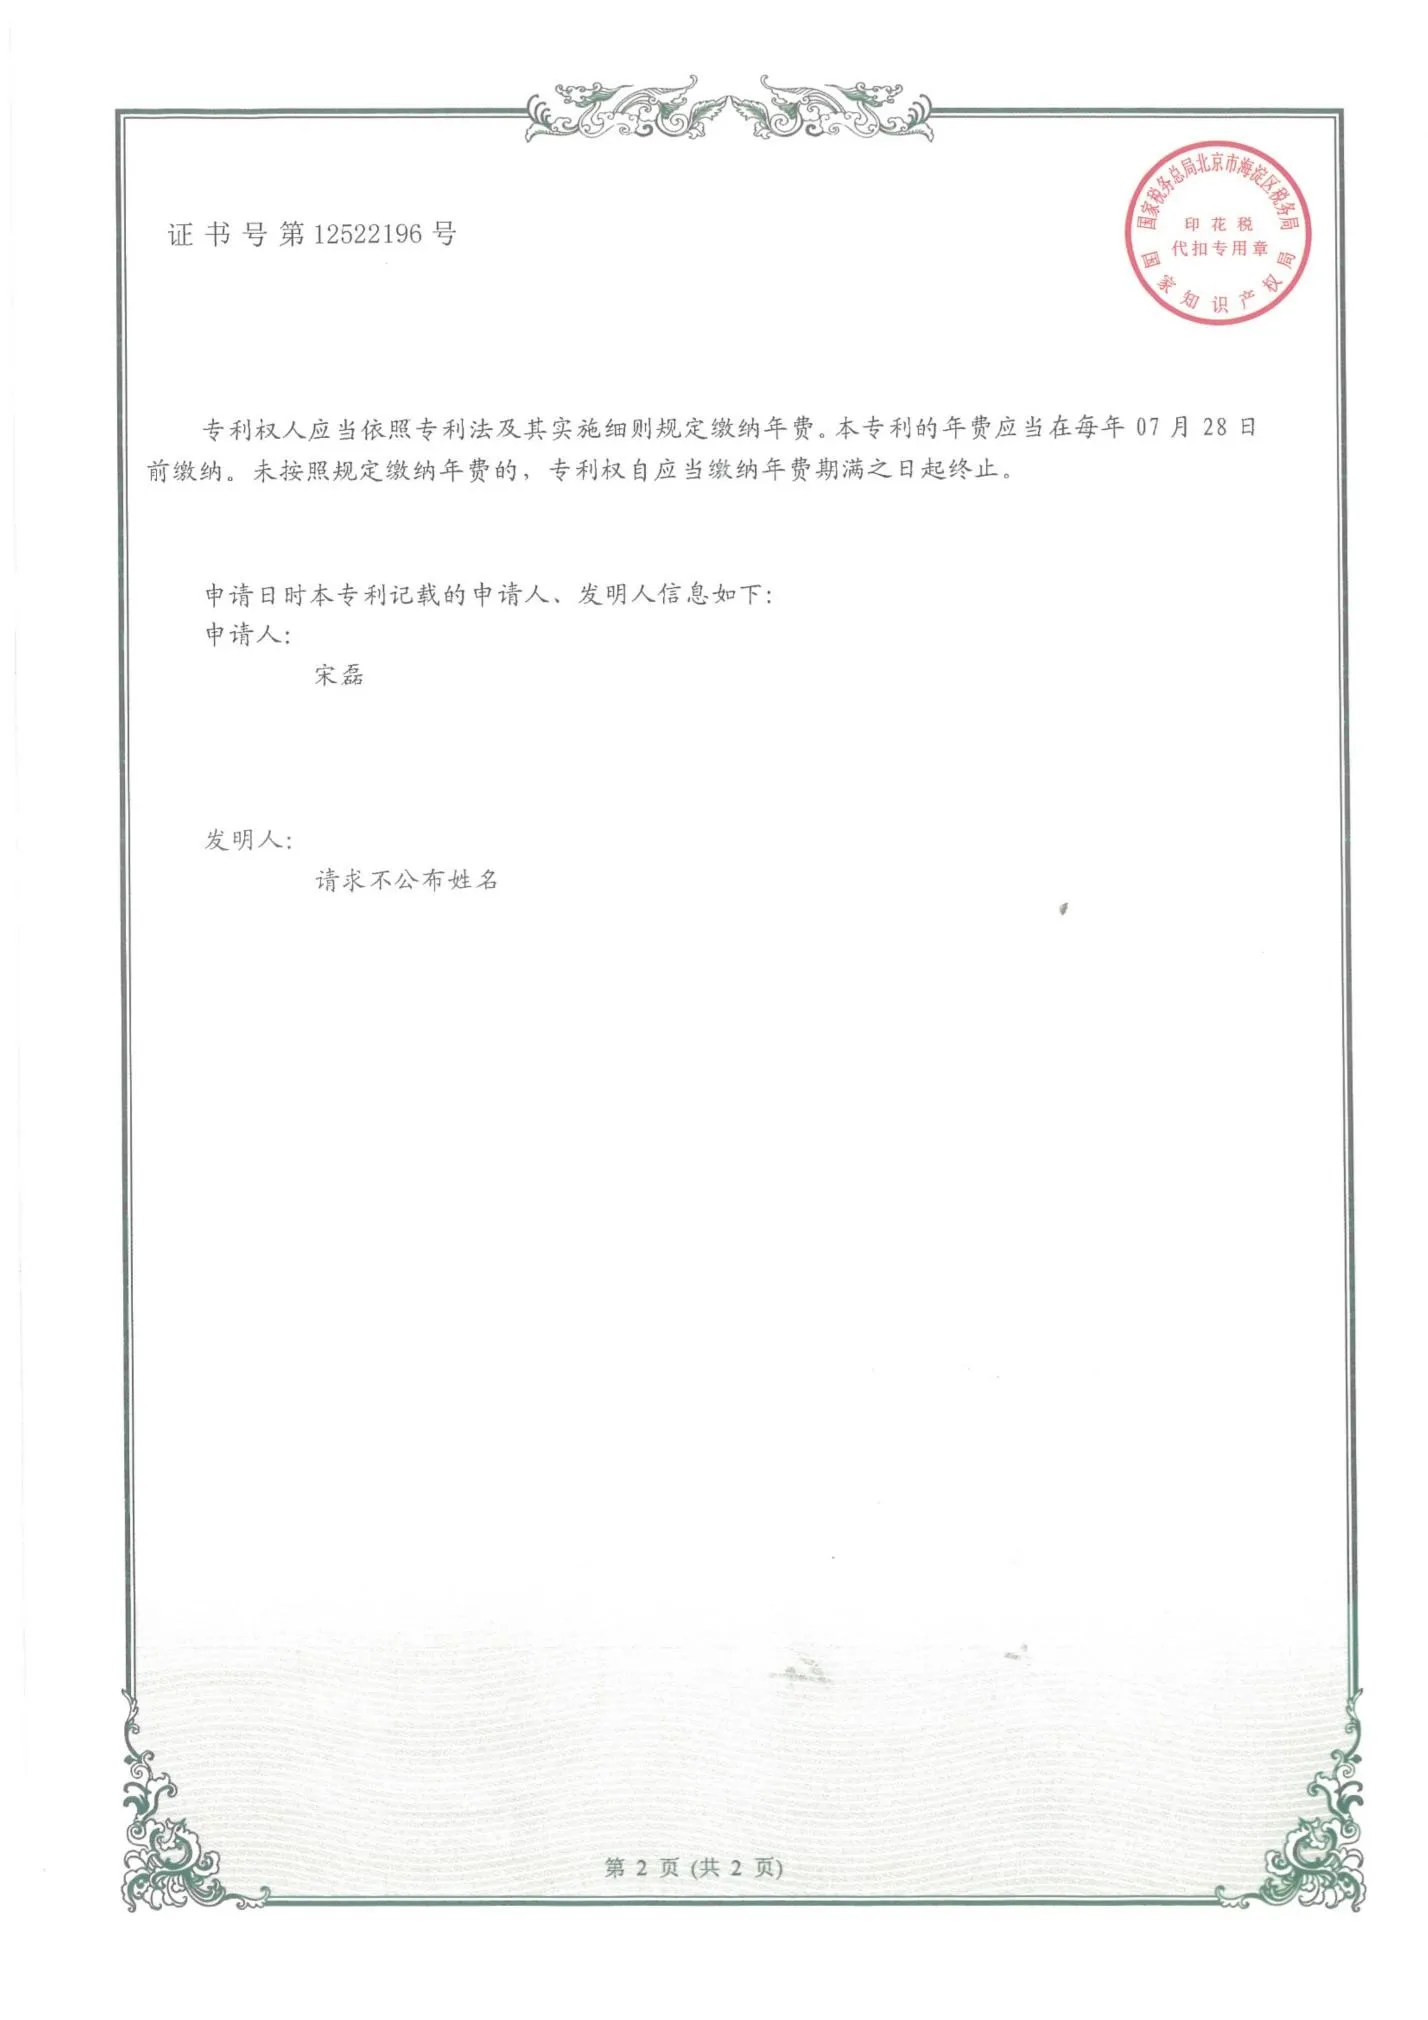 证书号第12522196号
国家税务总局北京市海淀区税务局
印花税
代扣专用章
国家知识产权局
专利权人应当依照专利法及其实施细则规定缴纳年费。本专利的年费应当在每年 07 月 28 日
前缴纳。未按照规定缴纳年费的，专利权自应当缴纳年费期满之日起终止。
申请日时本专利记载的申请人、发明人信息如下：
申请人：
宋磊
发明人：
请求不公布姓名
第 2 页 (共 2 页)